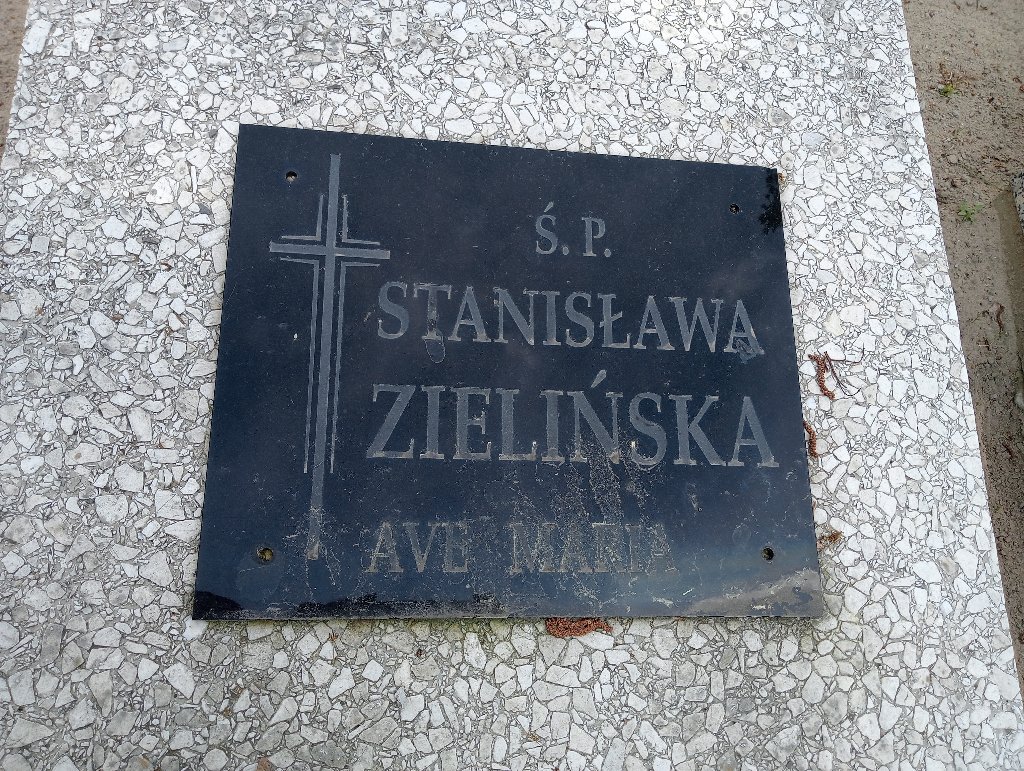 Ś. P.
STANISŁAWA
ZIELIŃSKA
AVE MARIA